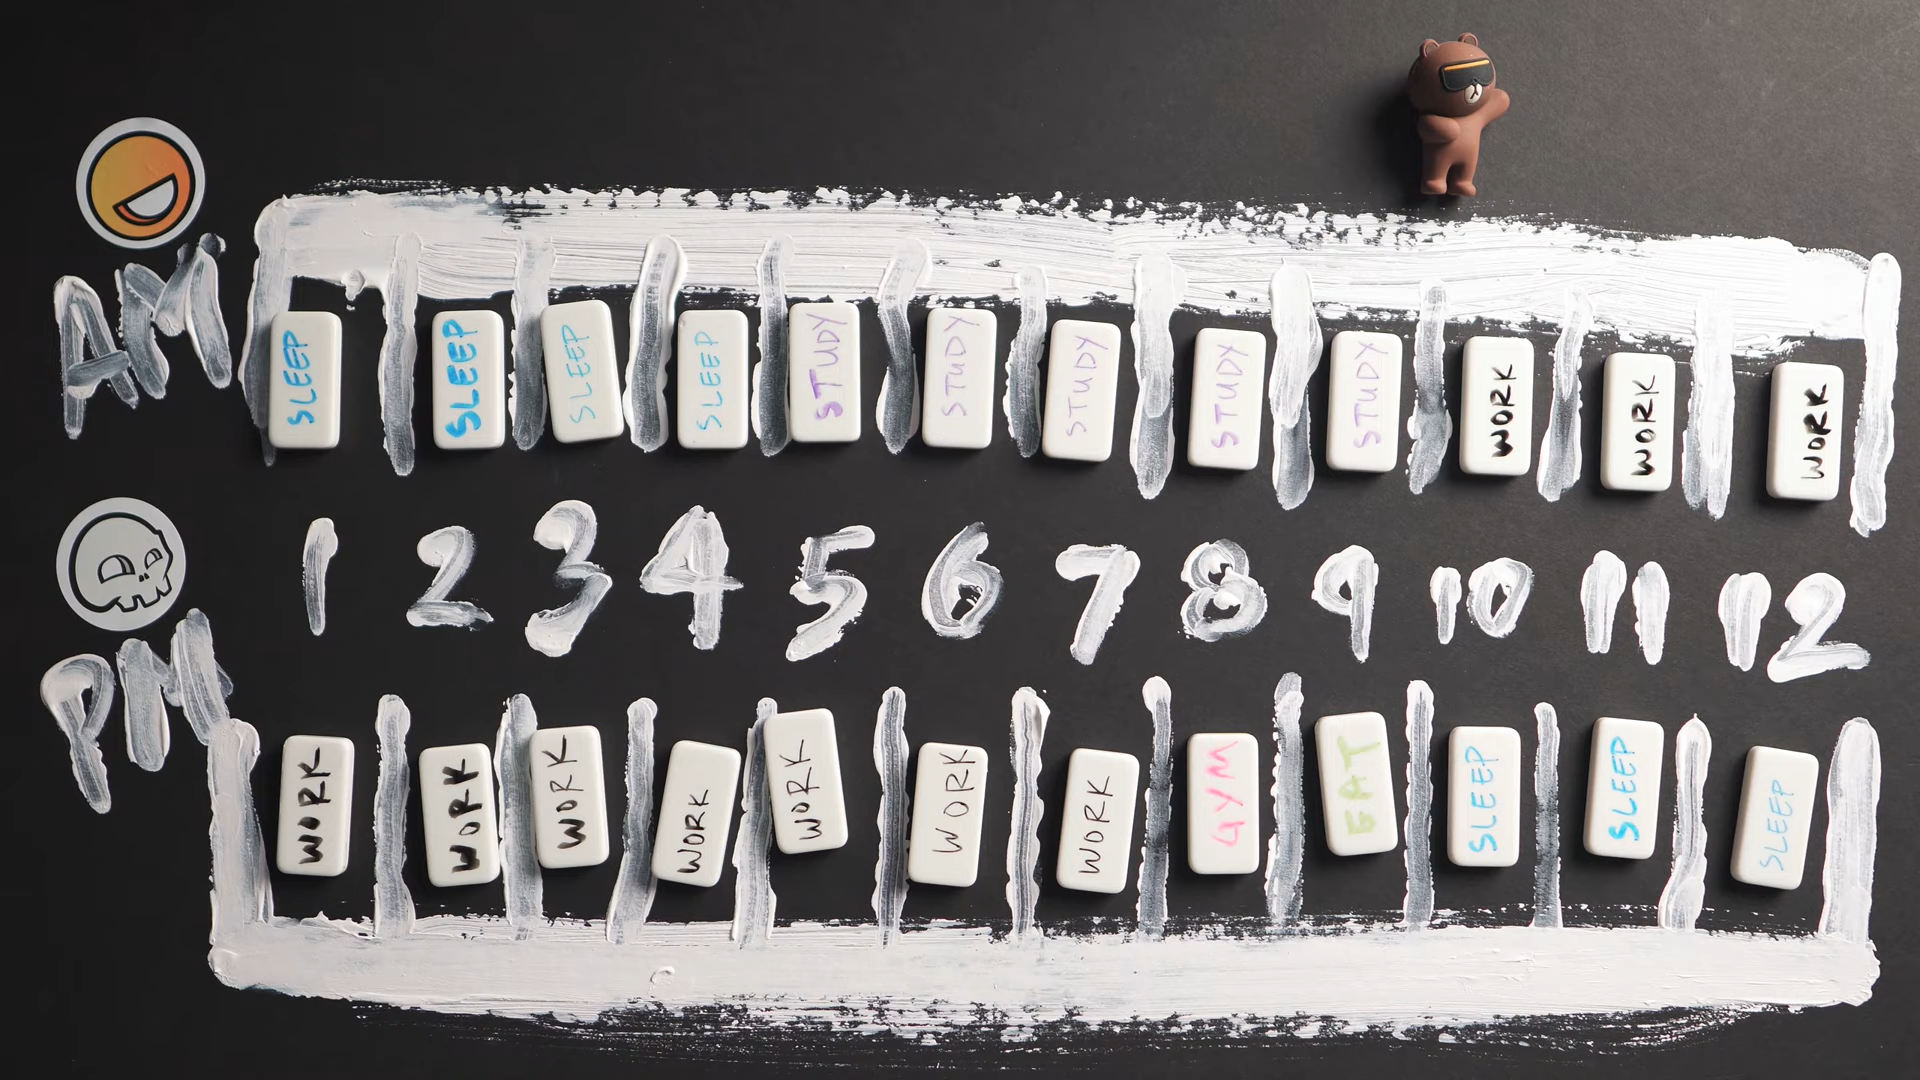 AM
SLEEP SLEEP SLEEP SLEEP STUDY STUDY STUDY STUDY STUDY WORK WORK WORK
1 2 3 4 5 6 7 8 9 10 11 12
PM
WORK WORK WORK WORK WORK WORK WORK GYM EAT SLEEP SLEEP SLEEP